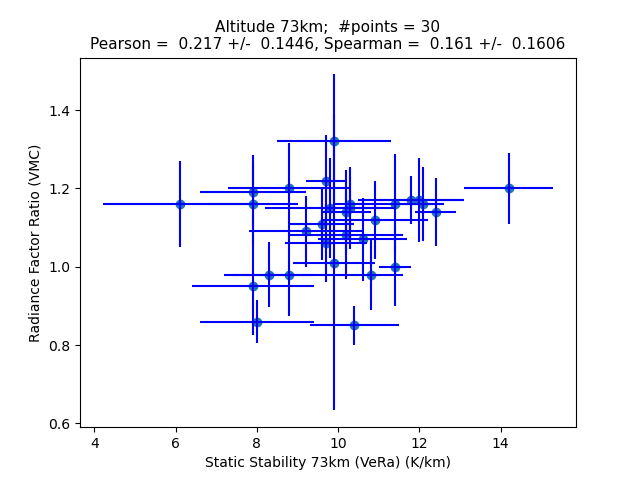 Altitude 73km;  #points = 30
Pearson =  0.217 +/-  0.1446, Spearman =  0.161 +/-  0.1606
Radiance Factor Ratio (VMC)
1.4
1.2
1.0
0.8
0.6
4 6 8 10 12 14
Static Stability 73km (VeRa) (K/km)